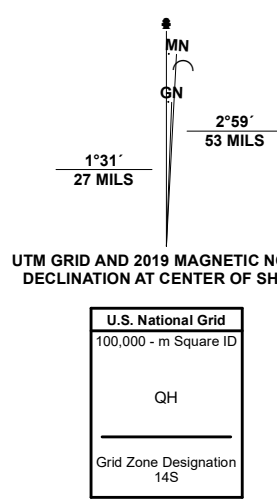 MN
GN
2°59´
53 MILS
1°31´
27 MILS
UTM GRID AND 2019 MAGNETIC N
DECLINATION AT CENTER OF SH
U.S. National Grid
100,000 - m Square ID
QH
Grid Zone Designation
14S